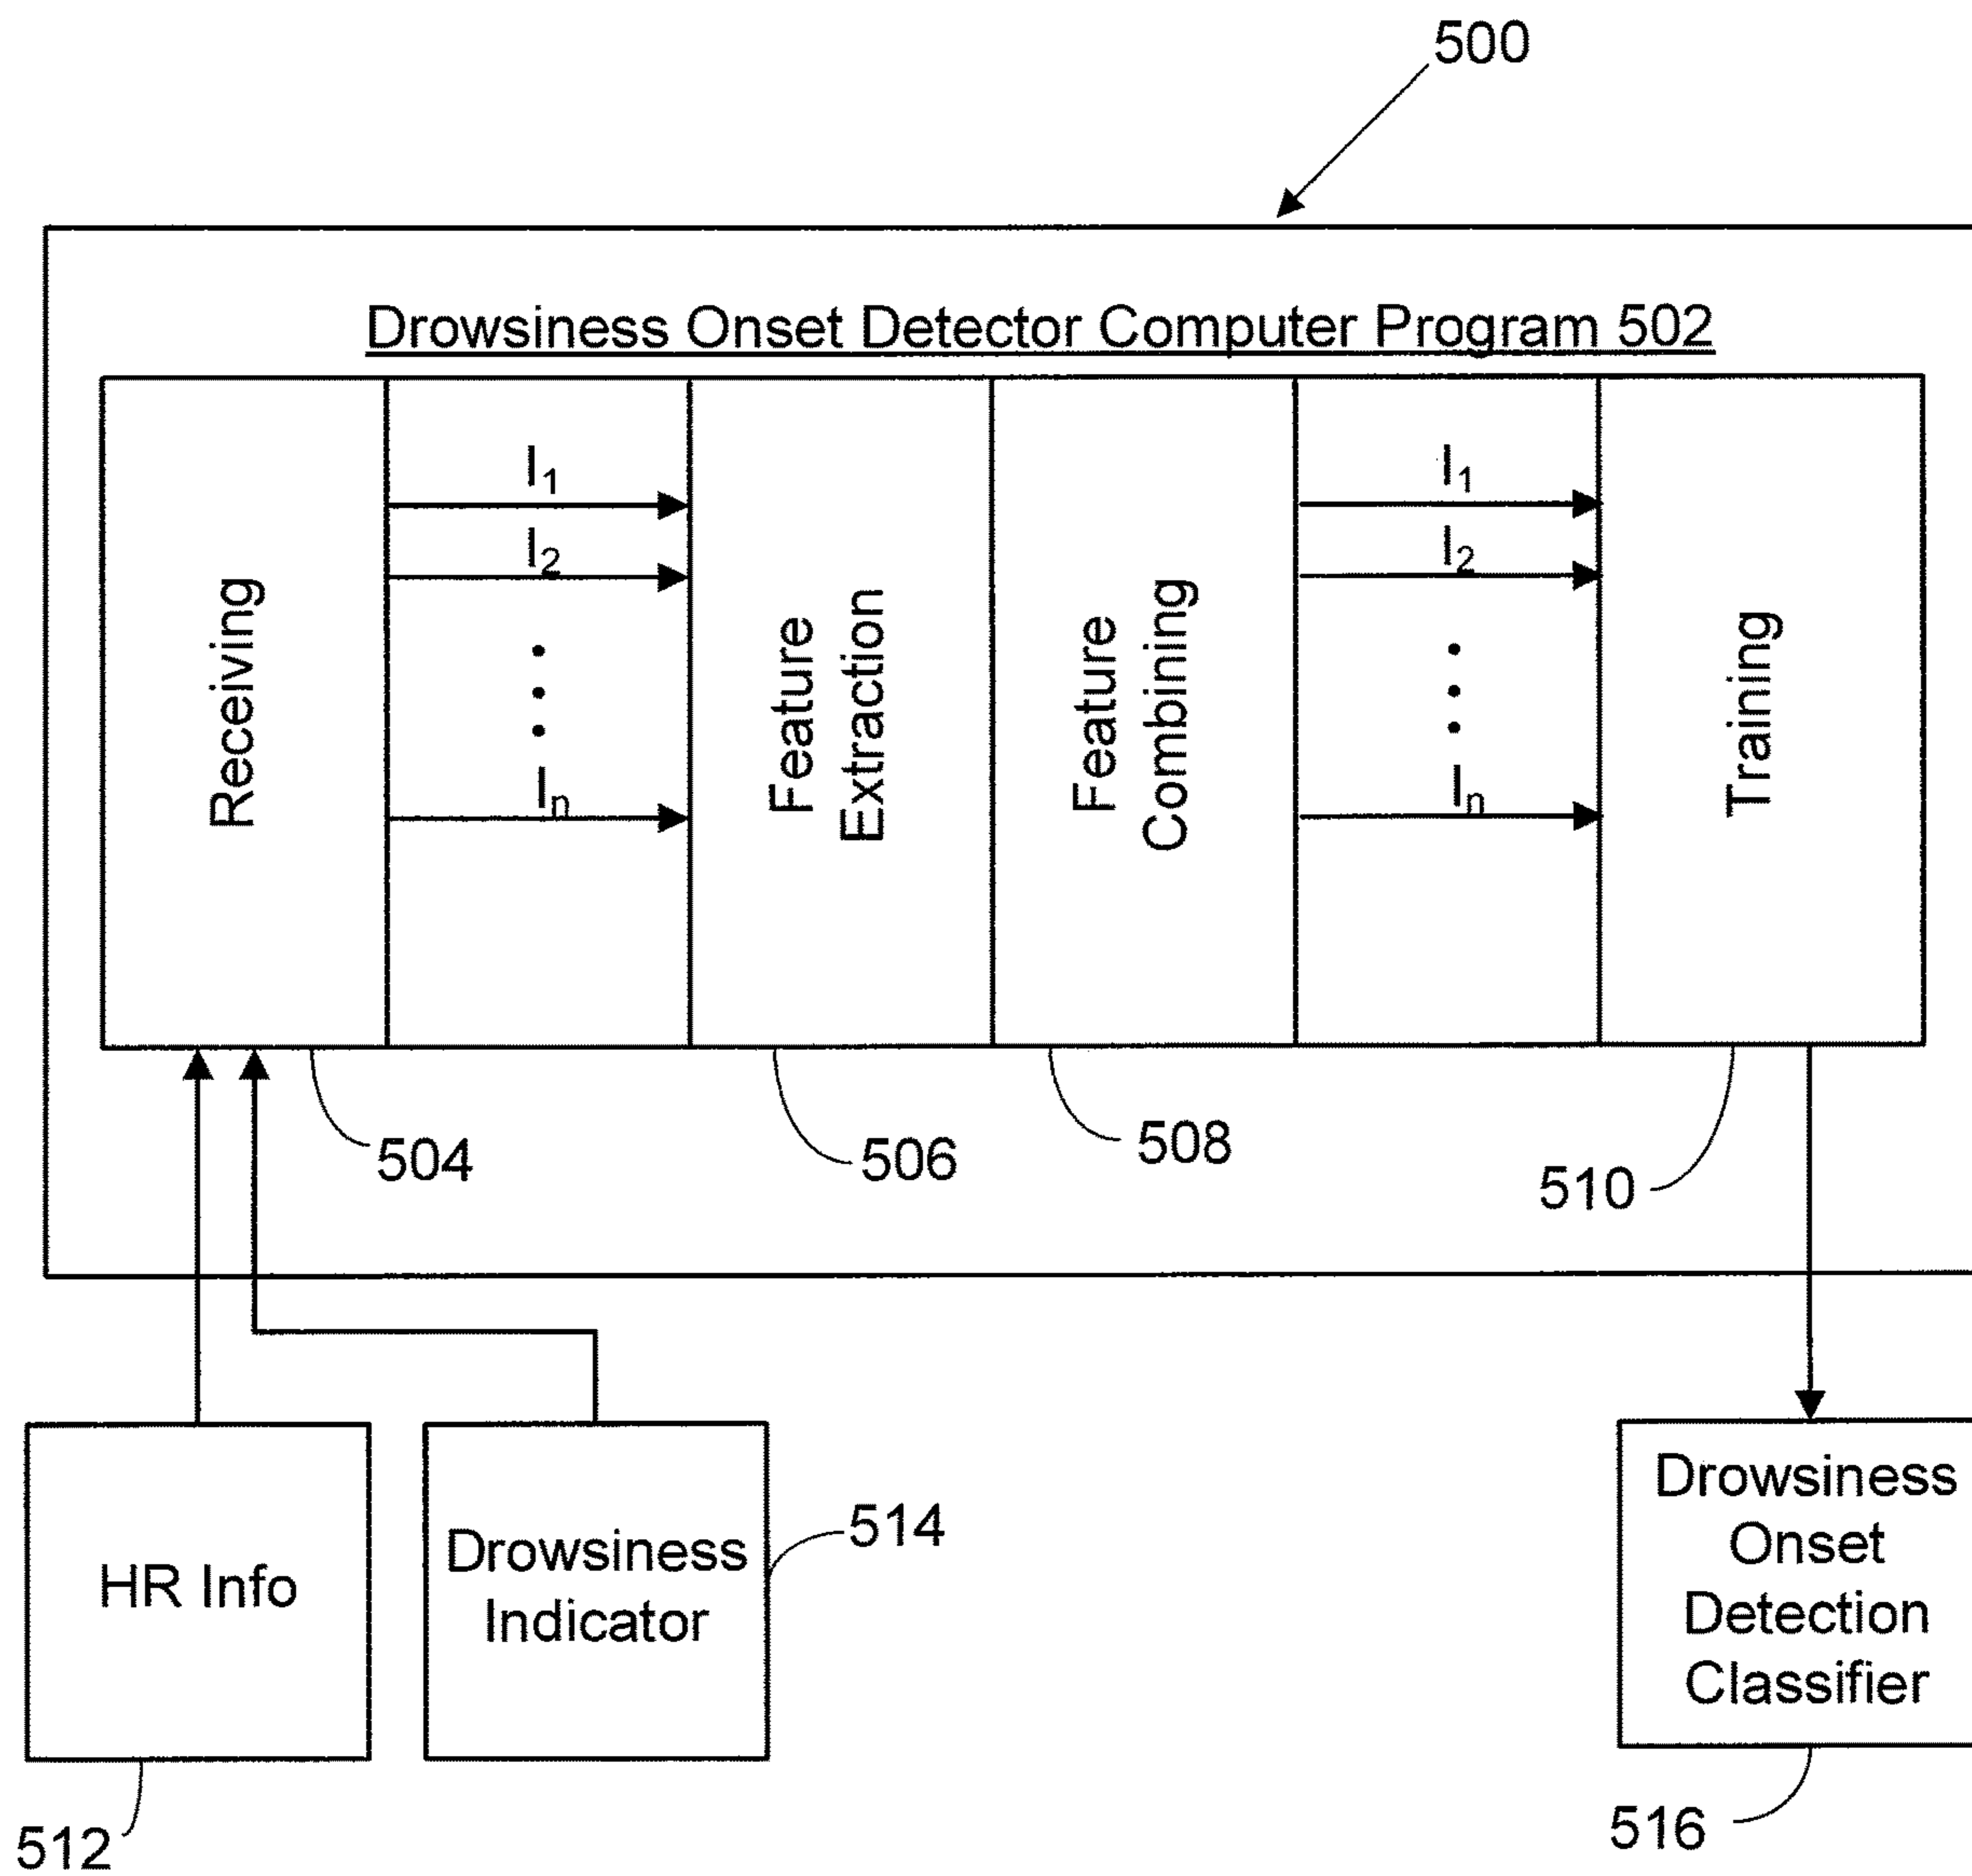 500
Drowsiness Onset Detector Computer Program 502
Receiving
I1
I2
In
Feature
Extraction
Feature
Combining
I1
I2
In
Training
504
506
508
510
HR Info
Drowsiness
Indicator
514
Drowsiness
Onset
Detection
Classifier
512
516